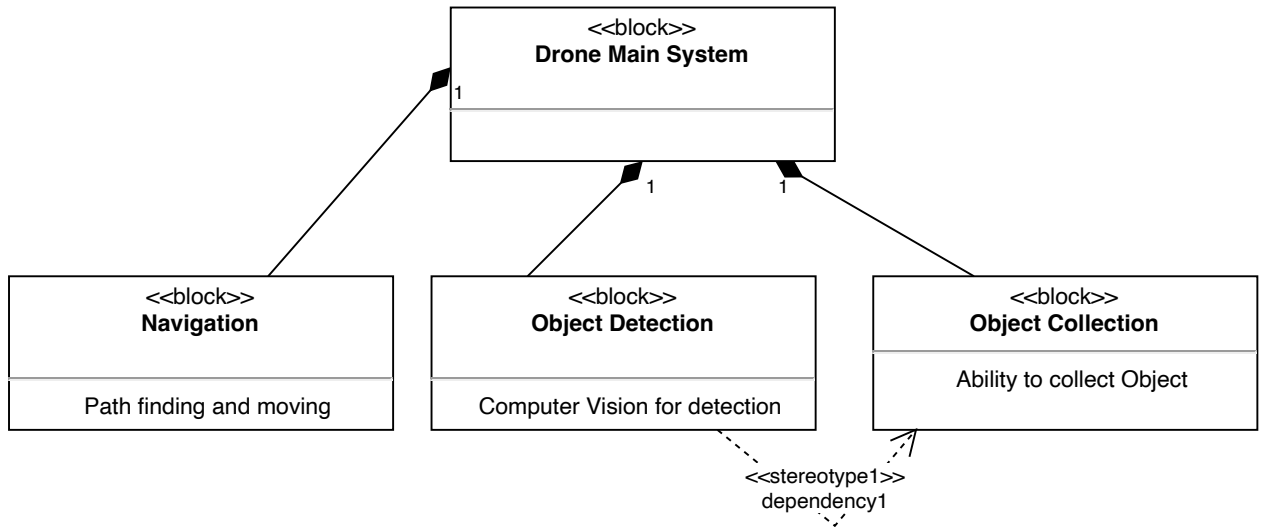 <<block>>
Drone Main System
1
1
1
<<block>>
Navigation
Path finding and moving
<<block>>
Object Detection
Computer Vision for detection
<<block>>
Object Collection
Ability to collect Object
<<stereotype1>>
dependency1